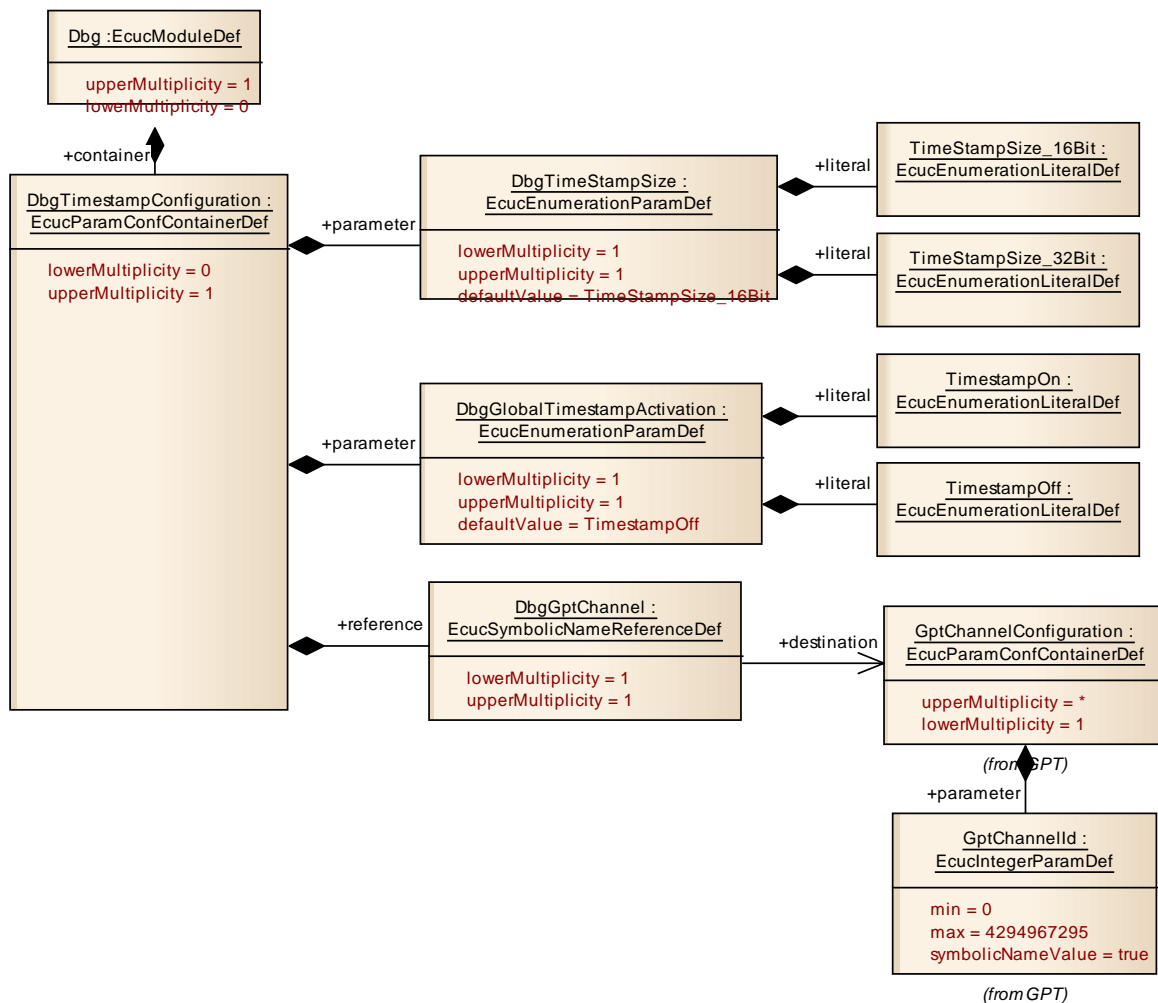 Dbg :EcucModuleDef
upperMultiplicity = 1
lowerMultiplicity = 0
+container
DbgTimestampConfiguration :
EcucParamConfContainerDef
lowerMultiplicity = 0
upperMultiplicity = 1
+parameter
DbgTimeStampSize :
EcucEnumerationParamDef
lowerMultiplicity = 1
upperMultiplicity = 1
defaultValue = TimeStampSize_16Bit
+literal
TimeStampSize_16Bit :
EcucEnumerationLiteralDef
+literal
TimeStampSize_32Bit :
EcucEnumerationLiteralDef
+parameter
DbgGlobalTimestampActivation :
EcucEnumerationParamDef
lowerMultiplicity = 1
upperMultiplicity = 1
defaultValue = TimestampOff
+literal
TimestampOn :
EcucEnumerationLiteralDef
+literal
TimestampOff :
EcucEnumerationLiteralDef
+reference
DbgGptChannel :
EcucSymbolicNameReferenceDef
lowerMultiplicity = 1
upperMultiplicity = 1
+destination
GptChannelConfiguration :
EcucParamConfContainerDef
upperMultiplicity = *
lowerMultiplicity = 1
(from GPT)
+parameter
GptChannelId :
EcucIntegerParamDef
min = 0
max = 4294967295
symbolicNameValue = true
(from GPT)